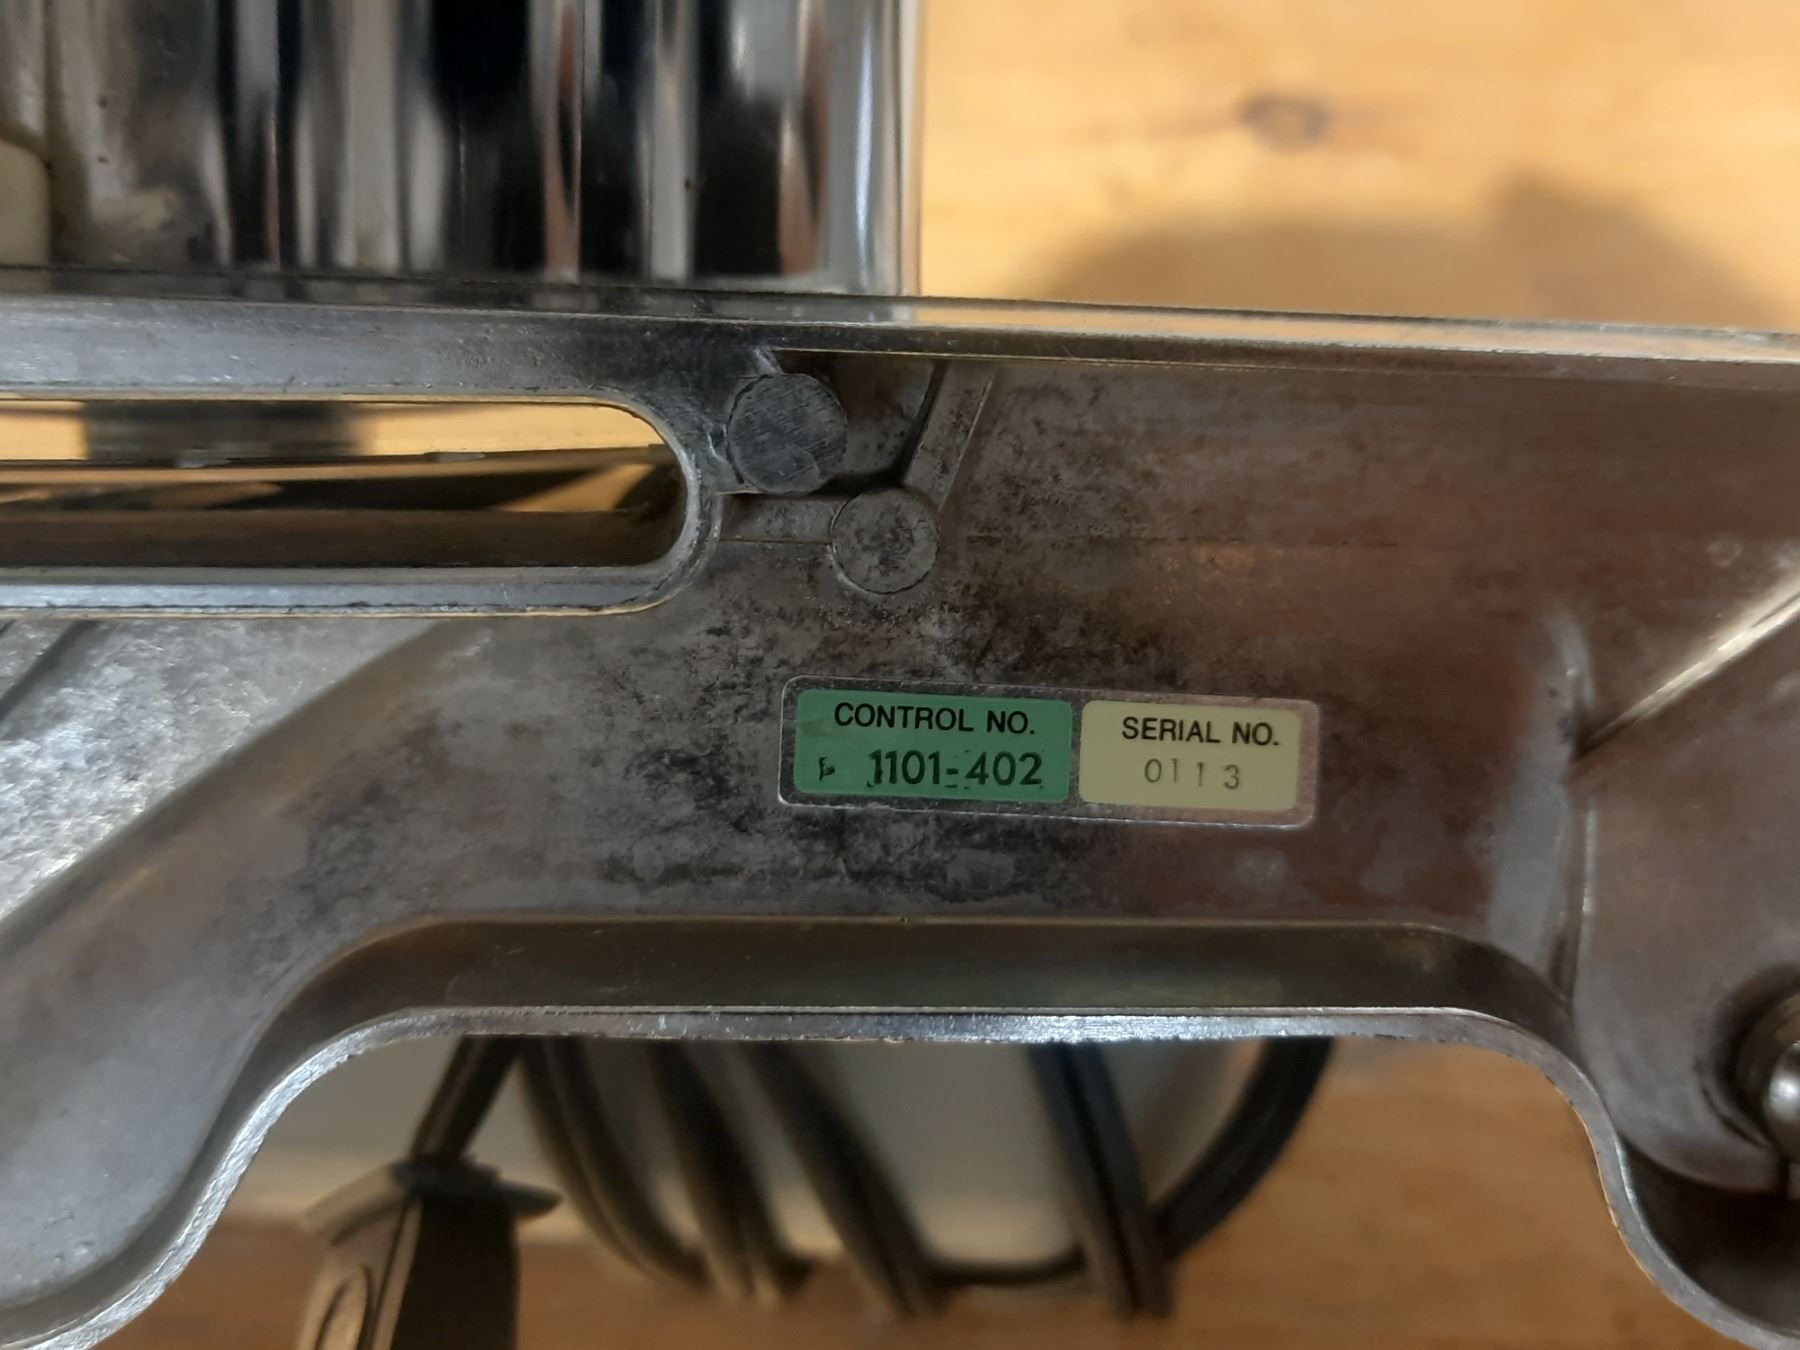 CONTROL NO.
1101-402
SERIAL NO.
0113